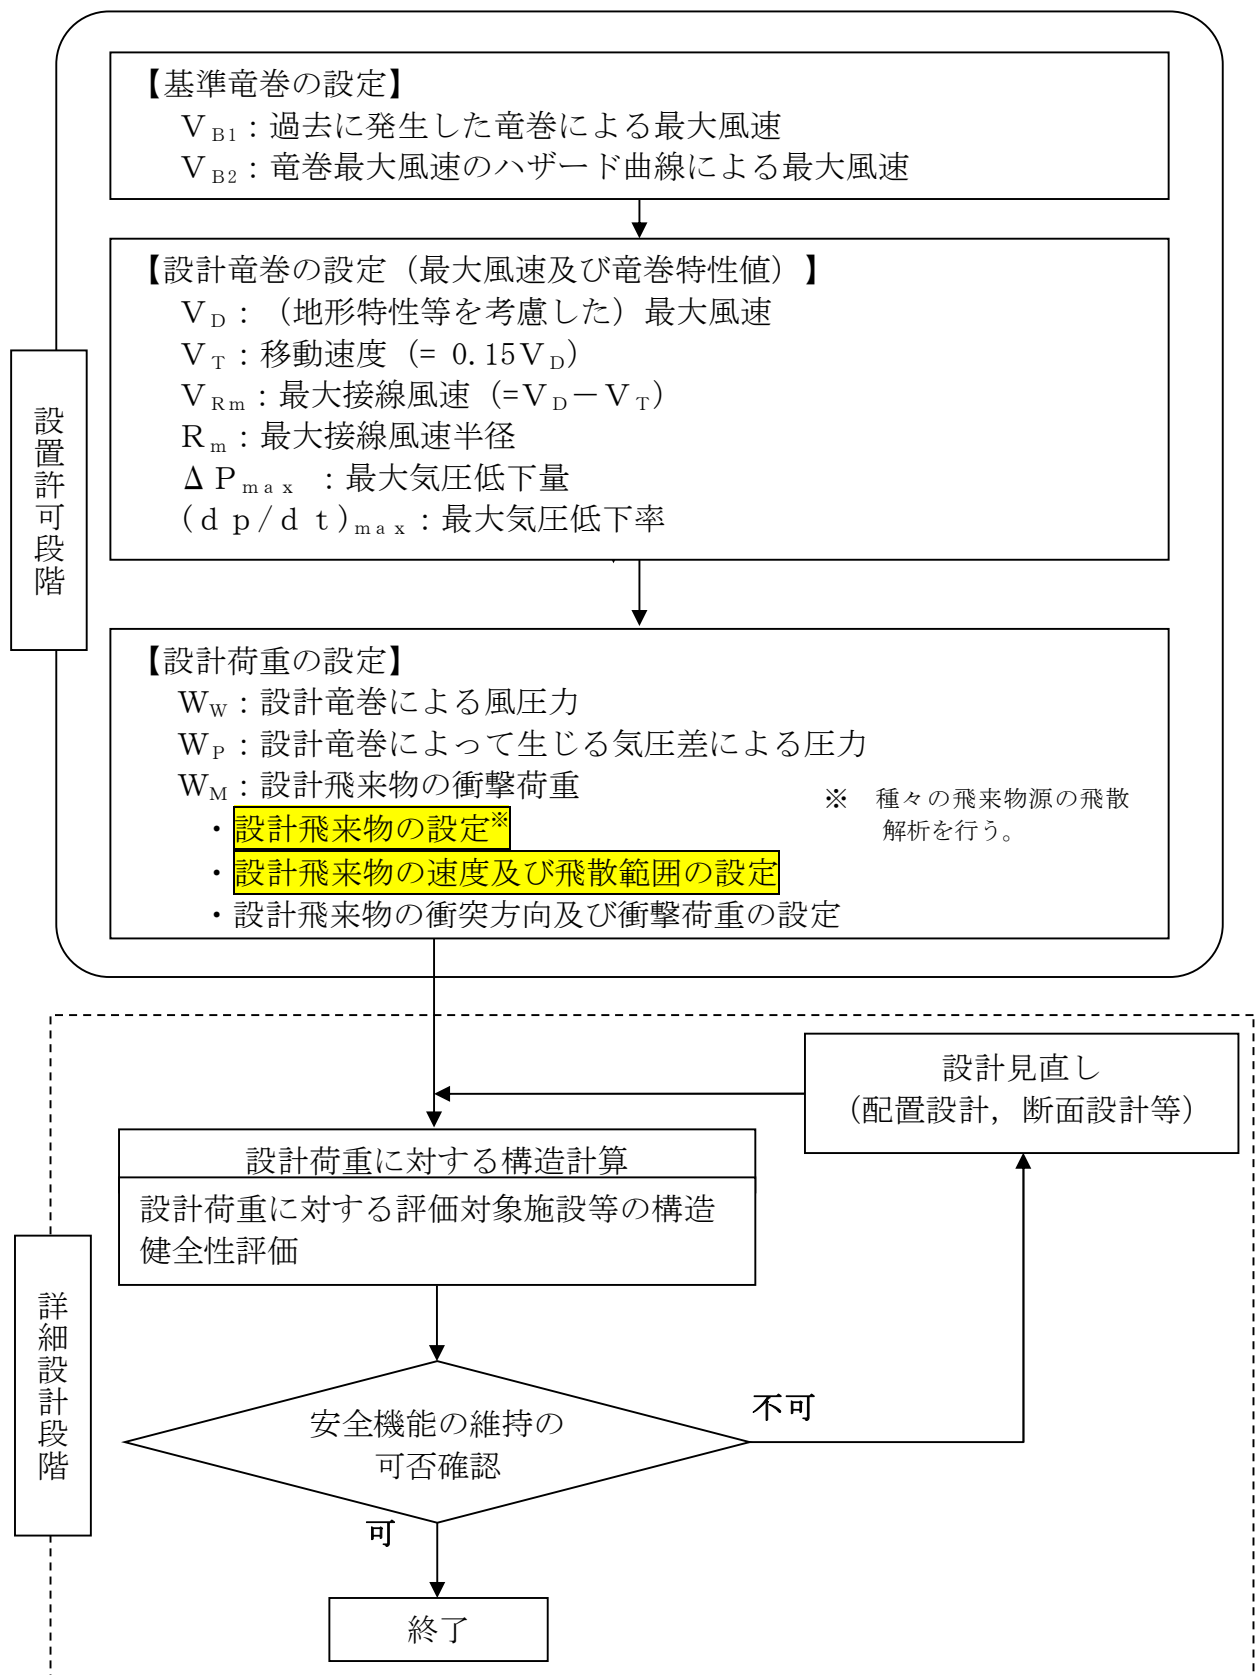 【基準竜巻の設定】
V_B1：過去に発生した竜巻による最大風速
V_B2：竜巻最大風速のハザード曲線による最大風速
【設計竜巻の設定（最大風速及び竜巻特性値）】
V_D：（地形特性等を考慮した）最大風速
V_T：移動速度 (= 0.15V_D)
V_Rm：最大接線風速 (=V_D－V_T)
R_m：最大接線風速半径
ΔP_max ：最大気圧低下量
(dp/dt)_max：最大気圧低下率
設置許可段階
【設計荷重の設定】
W_W：設計竜巻による風圧力
W_P：設計竜巻によって生じる気圧差による圧力
W_M：設計飛来物の衝撃荷重
・設計飛来物の設定※
・設計飛来物の速度及び飛散範囲の設定
・設計飛来物の衝突方向及び衝撃荷重の設定
※ 種々の飛来物源の飛散
解析を行う。
設計見直し
（配置設計，断面設計等）
設計荷重に対する構造計算
設計荷重に対する評価対象施設等の構造
健全性評価
詳細設計段階
安全機能の維持の
可否確認
不可
可
終了